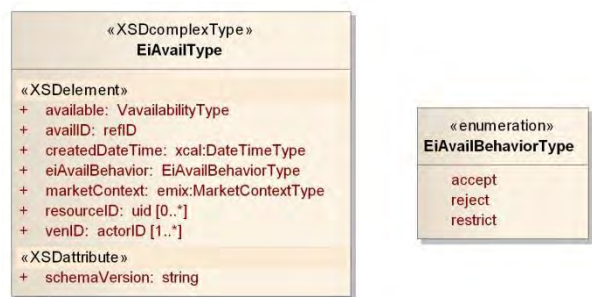 «XSDcomplexType»
EiAvailType
«XSDelement»
+ available: VavailabilityType
+ availID: refID
+ createdDateTime: xcal:DateTimeType
+ eiAvailBehavior: EiAvailBehaviorType
+ marketContext: emix:MarketContextType
+ resourceID: uid [0..*]
+ venID: actorID [1..*]
«XSDattribute»
+ schemaVersion: string
«enumeration»
EiAvailBehaviorType
accept
reject
restrict